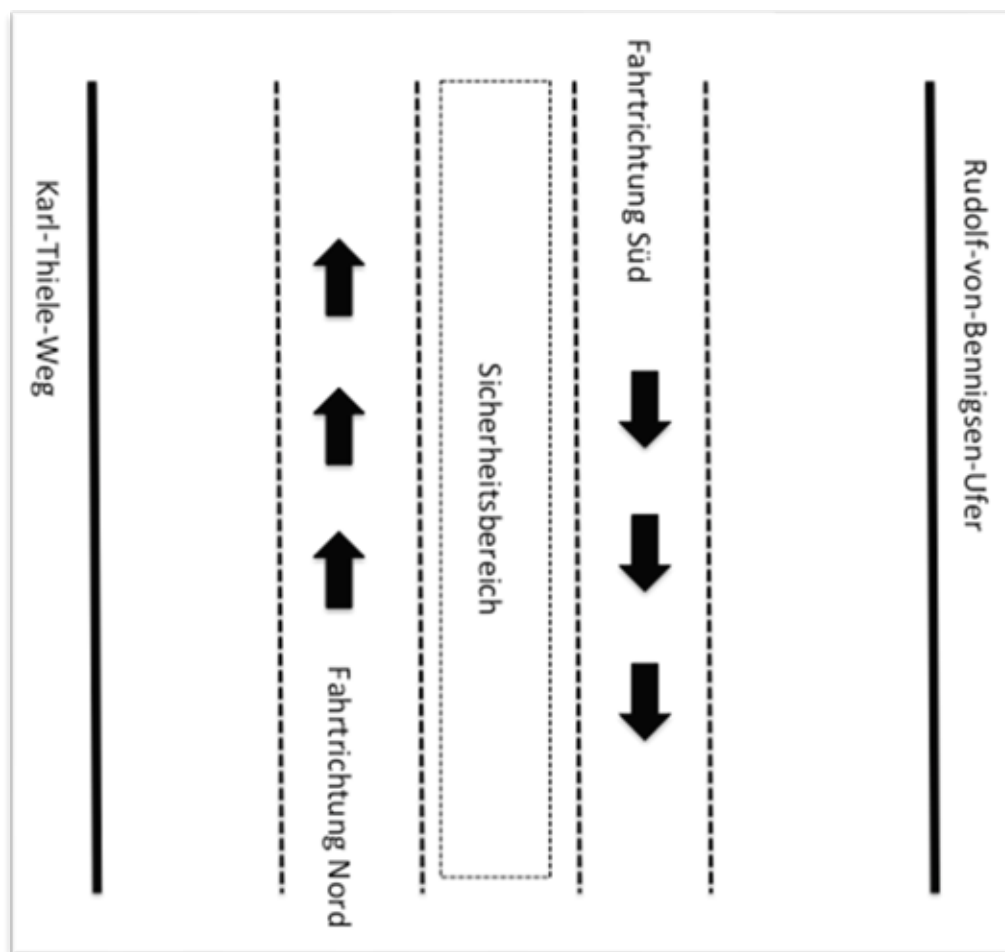 Karl-Thiele-Weg
Fahrtrichtung Nord
Sicherheitsbereich
Fahrtrichtung Süd
Rudolf-von-Bennigsen-Ufer